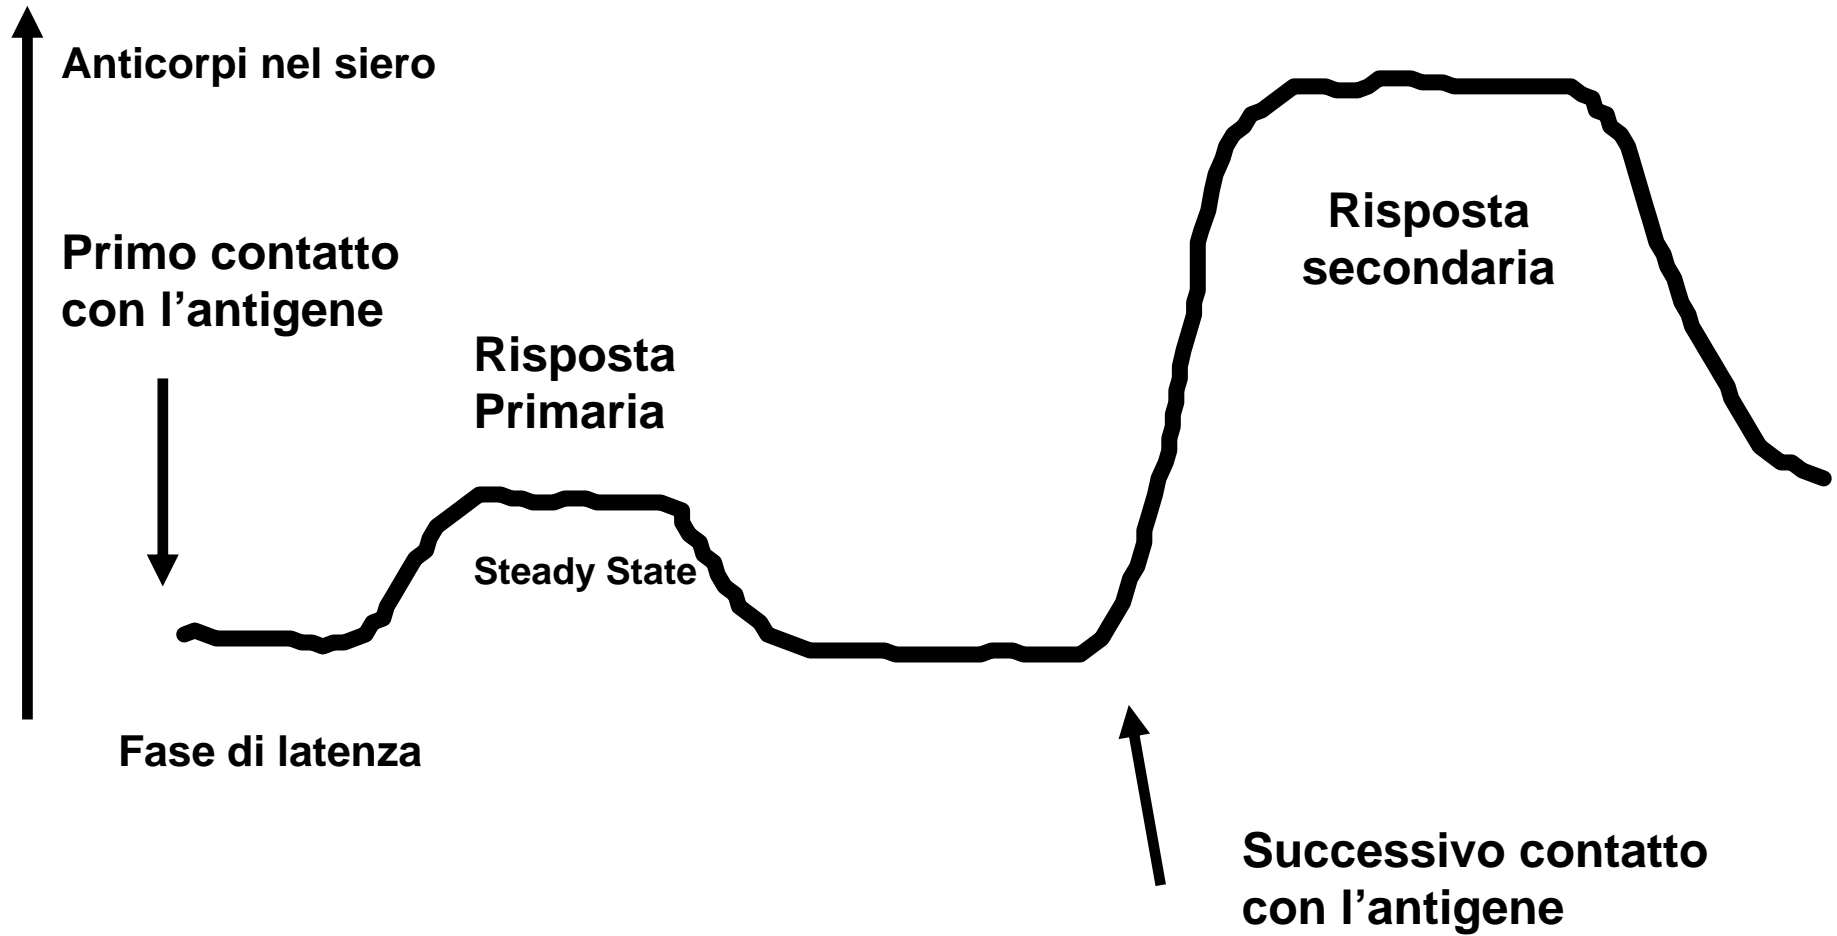 Anticorpi nel siero
Primo contatto
con l’antigene
Risposta
Primaria
Steady State
Fase di latenza
Risposta
secondaria
Successivo contatto
con l’antigene